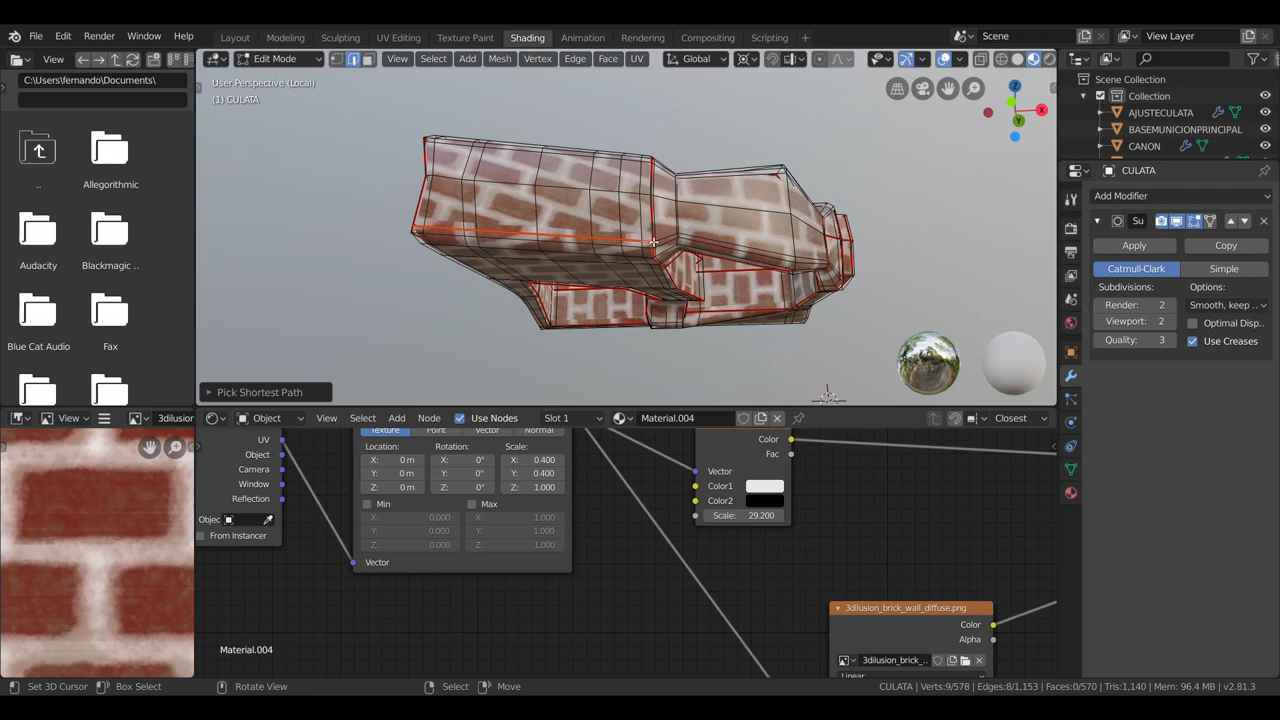 File Edit Render Window Help
Layout Modeling Sculpting UV Editing Texture Paint Shading Animation Rendering Compositing Scripting +
Scene
View Layer
View
C:\Users\fernando\Documents\
..
Allegorithmic
Audacity
Blackmagic ..
Blue Cat Audio
Fax
Edit Mode View Select Add Mesh Vertex Edge Face UV
Global
User Perspective (Local)
(1) CULATA
Z
X
Y
Pick Shortest Path
Scene Collection
Collection
AJUSTECULATA
BASEMUNICIONPRINCIPAL
CANON
CULATA
Add Modifier
Su
Apply Copy
Catmull-Clark Simple
Subdivisions: Options:
Render: 2 Smooth, keep ..
Viewport: 2 Optimal Disp..
Quality: 3 Use Creases
View 3dilusion
Object View Select Add Node Use Nodes Slot 1 Material.004 Closest
UV
Object
Camera
Window
Reflection
Objec
From Instancer
Texture Point Vector Normal
Location: Rotation: Scale:
X: 0 m X: 0° X: 0.400
Y: 0 m Y: 0° Y: 0.400
Z: 0 m Z: 0° Z: 1.000
Min Max
X: 0.000 X: 1.000
Y: 0.000 Y: 1.000
Z: 0.000 Z: 1.000
Vector
Color
Fac
Vector
Color1
Color2
Scale: 29.200
3dilusion_brick_wall_diffuse.png
Color
Alpha
3dilusion_brick_..
Linear
Material.004
Set 3D Cursor Box Select Rotate View Select Move
CULATA | Verts:9/578 | Edges:8/1,153 | Faces:0/570 | Tris:1,140 | Mem: 96.4 MB | v2.81.3